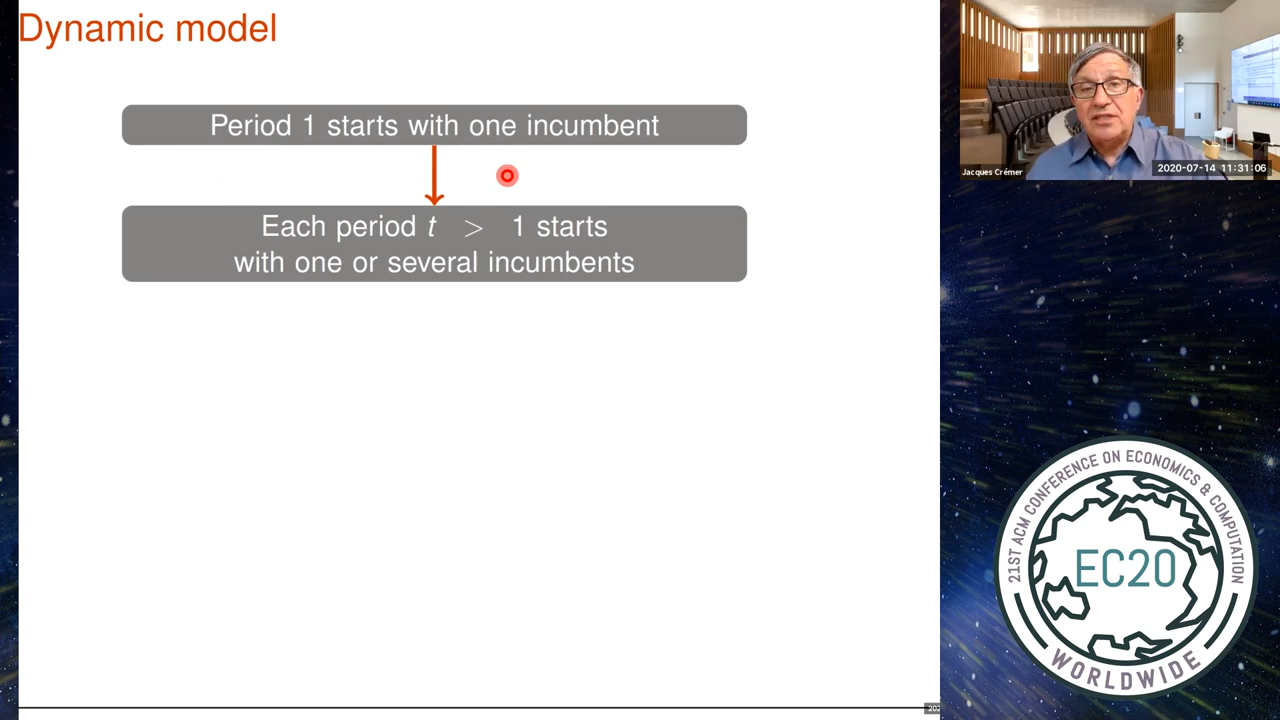 Dynamic model
Period 1 starts with one incumbent
Each period t > 1 starts
with one or several incumbents
Jacques Crémer
2020-07-14 11:31:06
21ST ACM CONFERENCE ON ECONOMICS & COMPUTATION
EC20
WORLDWIDE